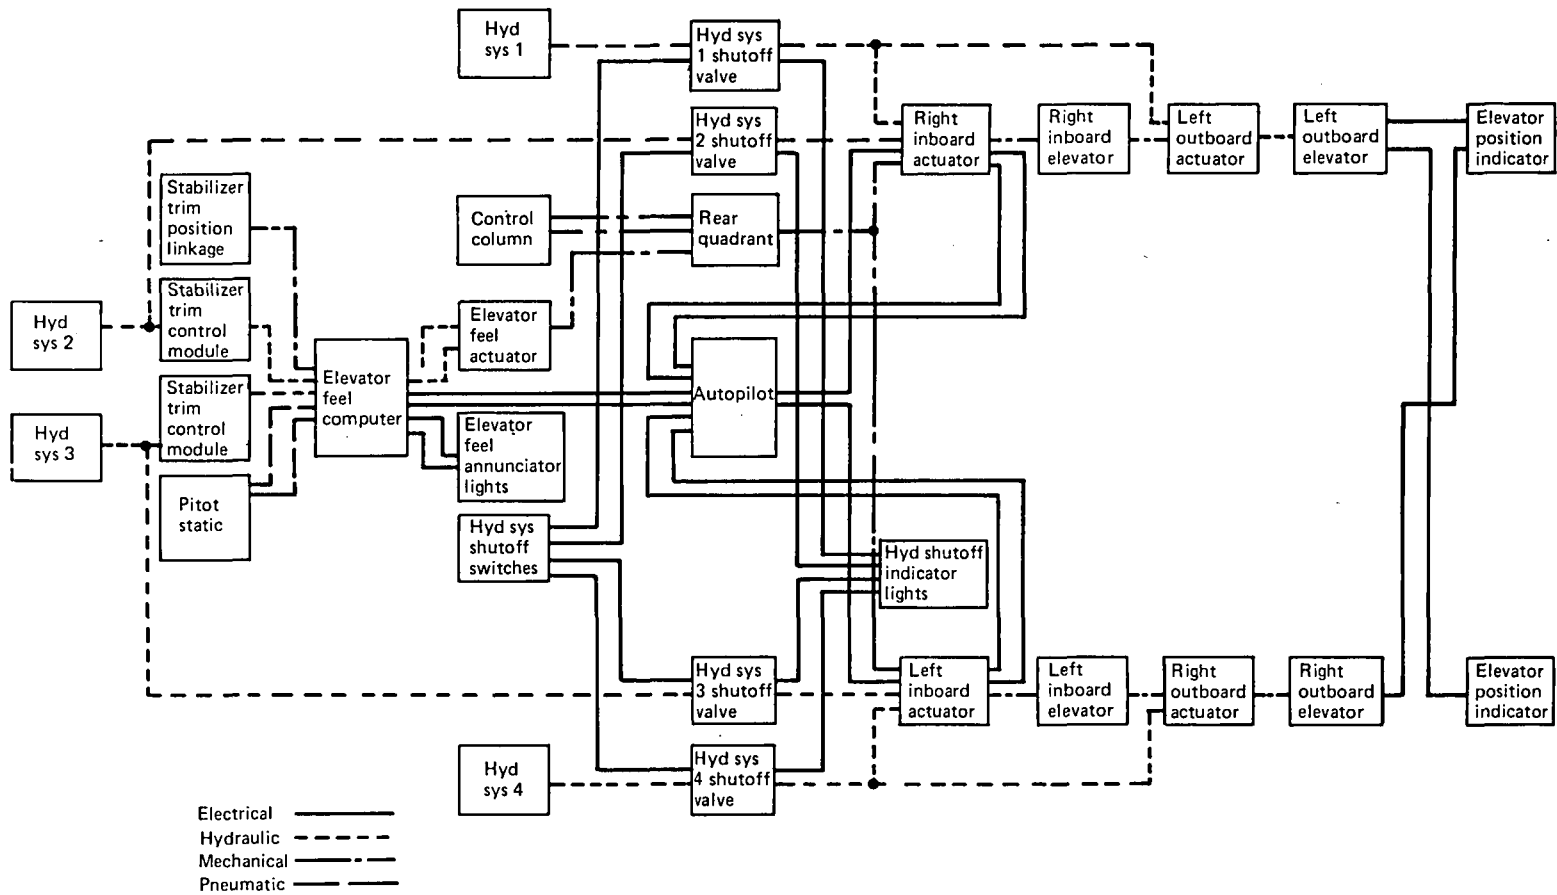 Hyd
sys 1
Hyd sys
1 shutoff
valve
Hyd sys
2 shutoff
valve
Right
inboard
actuator
Right
inboard
elevator
Left
outboard
actuator
Left
outboard
elevator
Elevator
position
indicator
Stabilizer
trim
position
linkage
Control
column
Rear
quadrant
Hyd
sys 2
Stabilizer
trim
control
module
Elevator
feel
actuator
Elevator
feel
computer
Autopilot
Stabilizer
trim
control
module
Hyd
sys 3
Elevator
feel
annunciator
lights
Pitot
static
Hyd sys
shutoff
switches
Hyd shutoff
indicator
lights
Hyd sys
3 shutoff
valve
Left
inboard
actuator
Left
inboard
elevator
Right
outboard
actuator
Right
outboard
elevator
Elevator
position
indicator
Hyd
sys 4
Hyd sys
4 shutoff
valve
Electrical
Hydraulic
Mechanical
Pneumatic